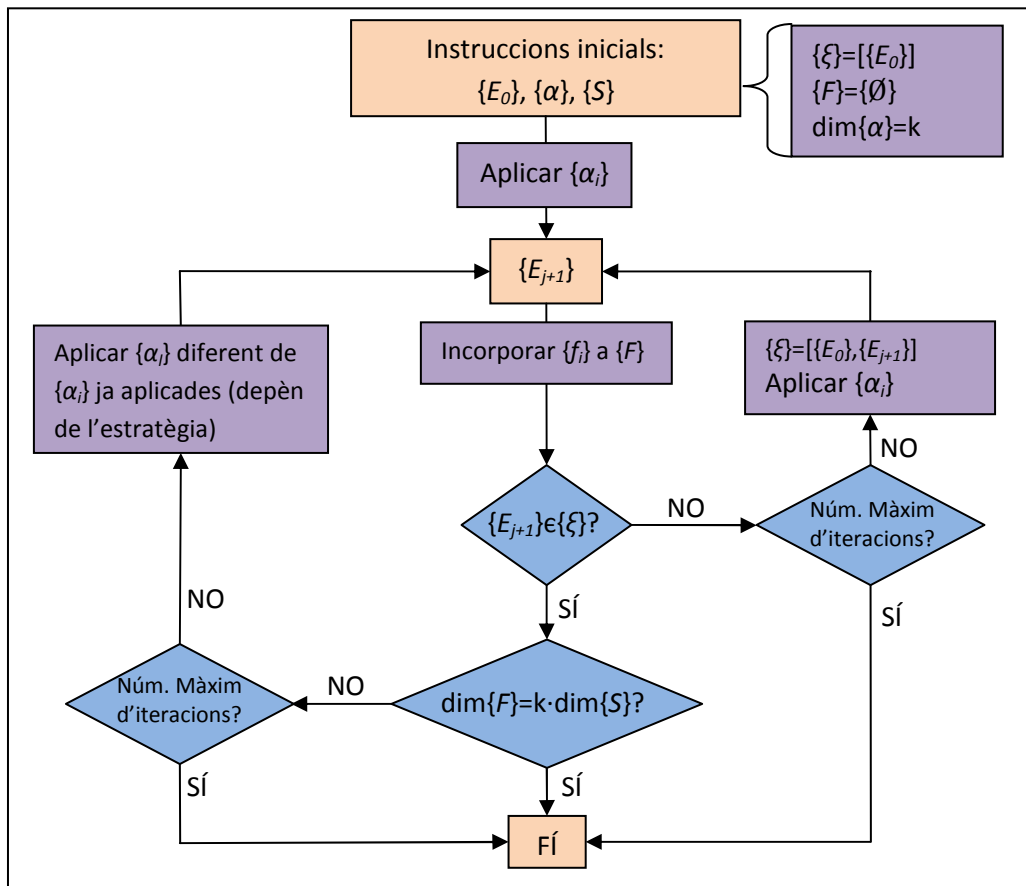 Instruccions inicials:
{E0}, {α}, {S}
{ξ}=[{E0}]
{F}={Ø}
dim{α}=k
Aplicar {αi}
{Ej+1}
Aplicar {αi} diferent de
{αi} ja aplicades (depèn
de l’estratègia)
Incorporar {fi} a {F}
{ξ}=[{E0},{Ej+1}]
Aplicar {αi}
NO
{Ej+1}ϵ{ξ}?
NO
Núm. Màxim
d’iteracions?
NO
SÍ
SÍ
Núm. Màxim
d’iteracions?
NO
dim{F}=k·dim{S}?
SÍ
SÍ
FÍ